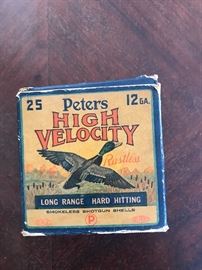 25 Peters 12 GA.
HIGH
VELOCITY
Rustless
LONG RANGE HARD HITTING
SMOKELESS SHOTGUN SHELLS
P